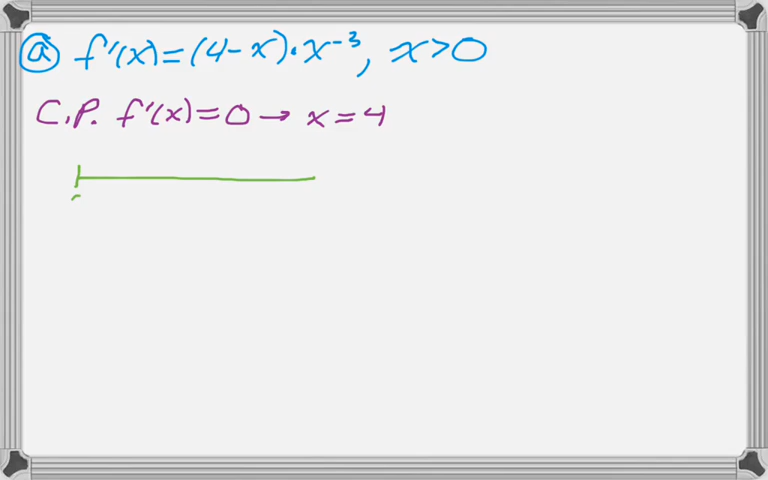 ⓐ f'(x) = (4-x)·x⁻³, x>0
C.P. f'(x) = 0 → x = 4